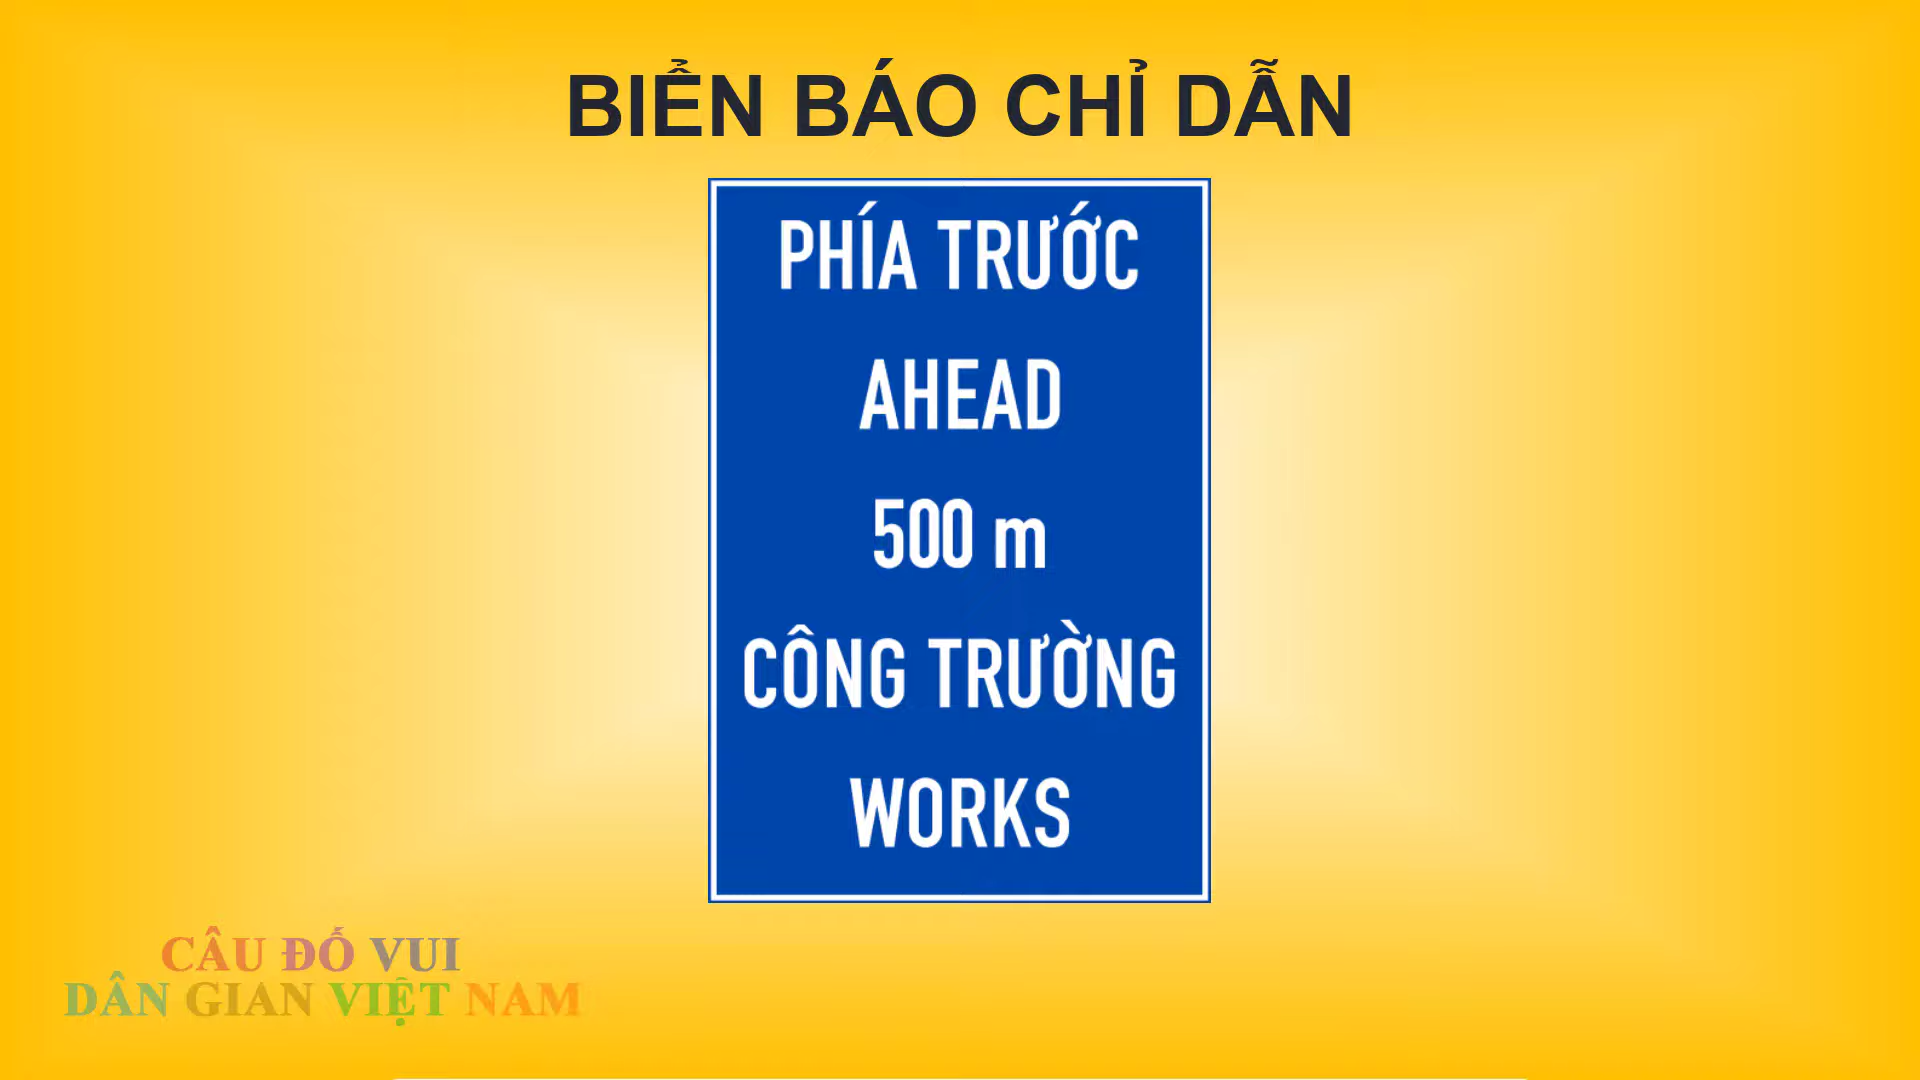 BIỂN BÁO CHỈ DẪN
PHÍA TRƯỚC
AHEAD
500 m
CÔNG TRƯỜNG
WORKS
CÂU ĐỐ VUI
DÂN GIAN VIỆT NAM